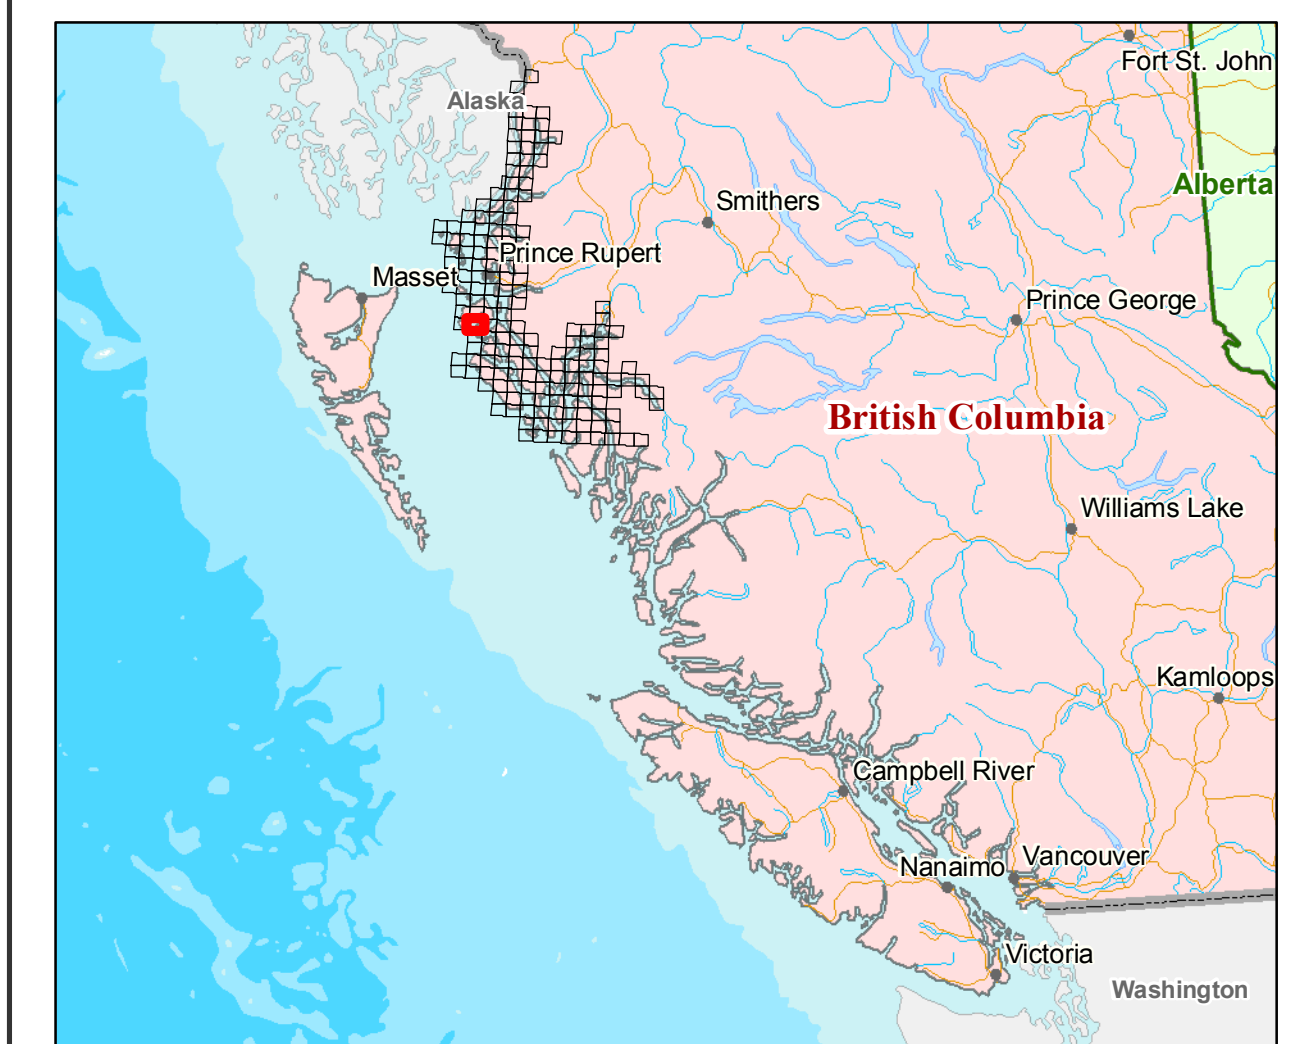 Fort St. John
Alaska
Alberta
Smithers
Prince Rupert
Masset
Prince George
British Columbia
Williams Lake
Kamloops
Campbell River
Vancouver
Nanaimo
Victoria
Washington